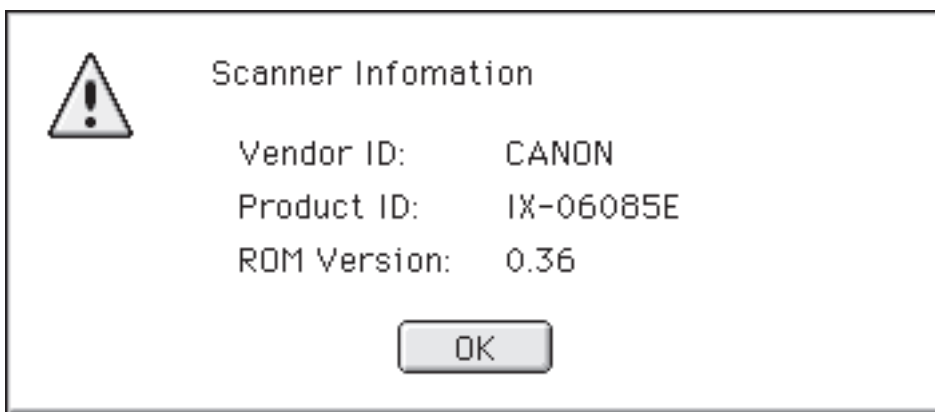 Scanner Infomation
Vendor ID: CANON
Product ID: IX-06085E
ROM Version: 0.36
OK